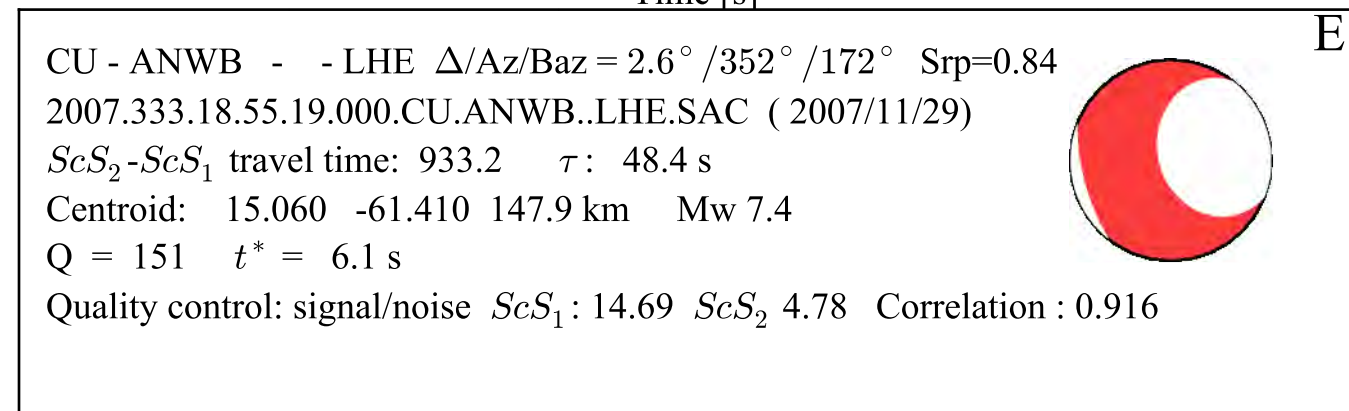 Time [s]
E
CU - ANWB - - LHE Δ/Az/Baz = 2.6° /352° /172° Srp=0.84
2007.333.18.55.19.000.CU.ANWB..LHE.SAC ( 2007/11/29)
ScS₂-ScS₁ travel time: 933.2 τ : 48.4 s
Centroid: 15.060 -61.410 147.9 km Mw 7.4
Q = 151 t* = 6.1 s
Quality control: signal/noise ScS₁ : 14.69 ScS₂ 4.78 Correlation : 0.916